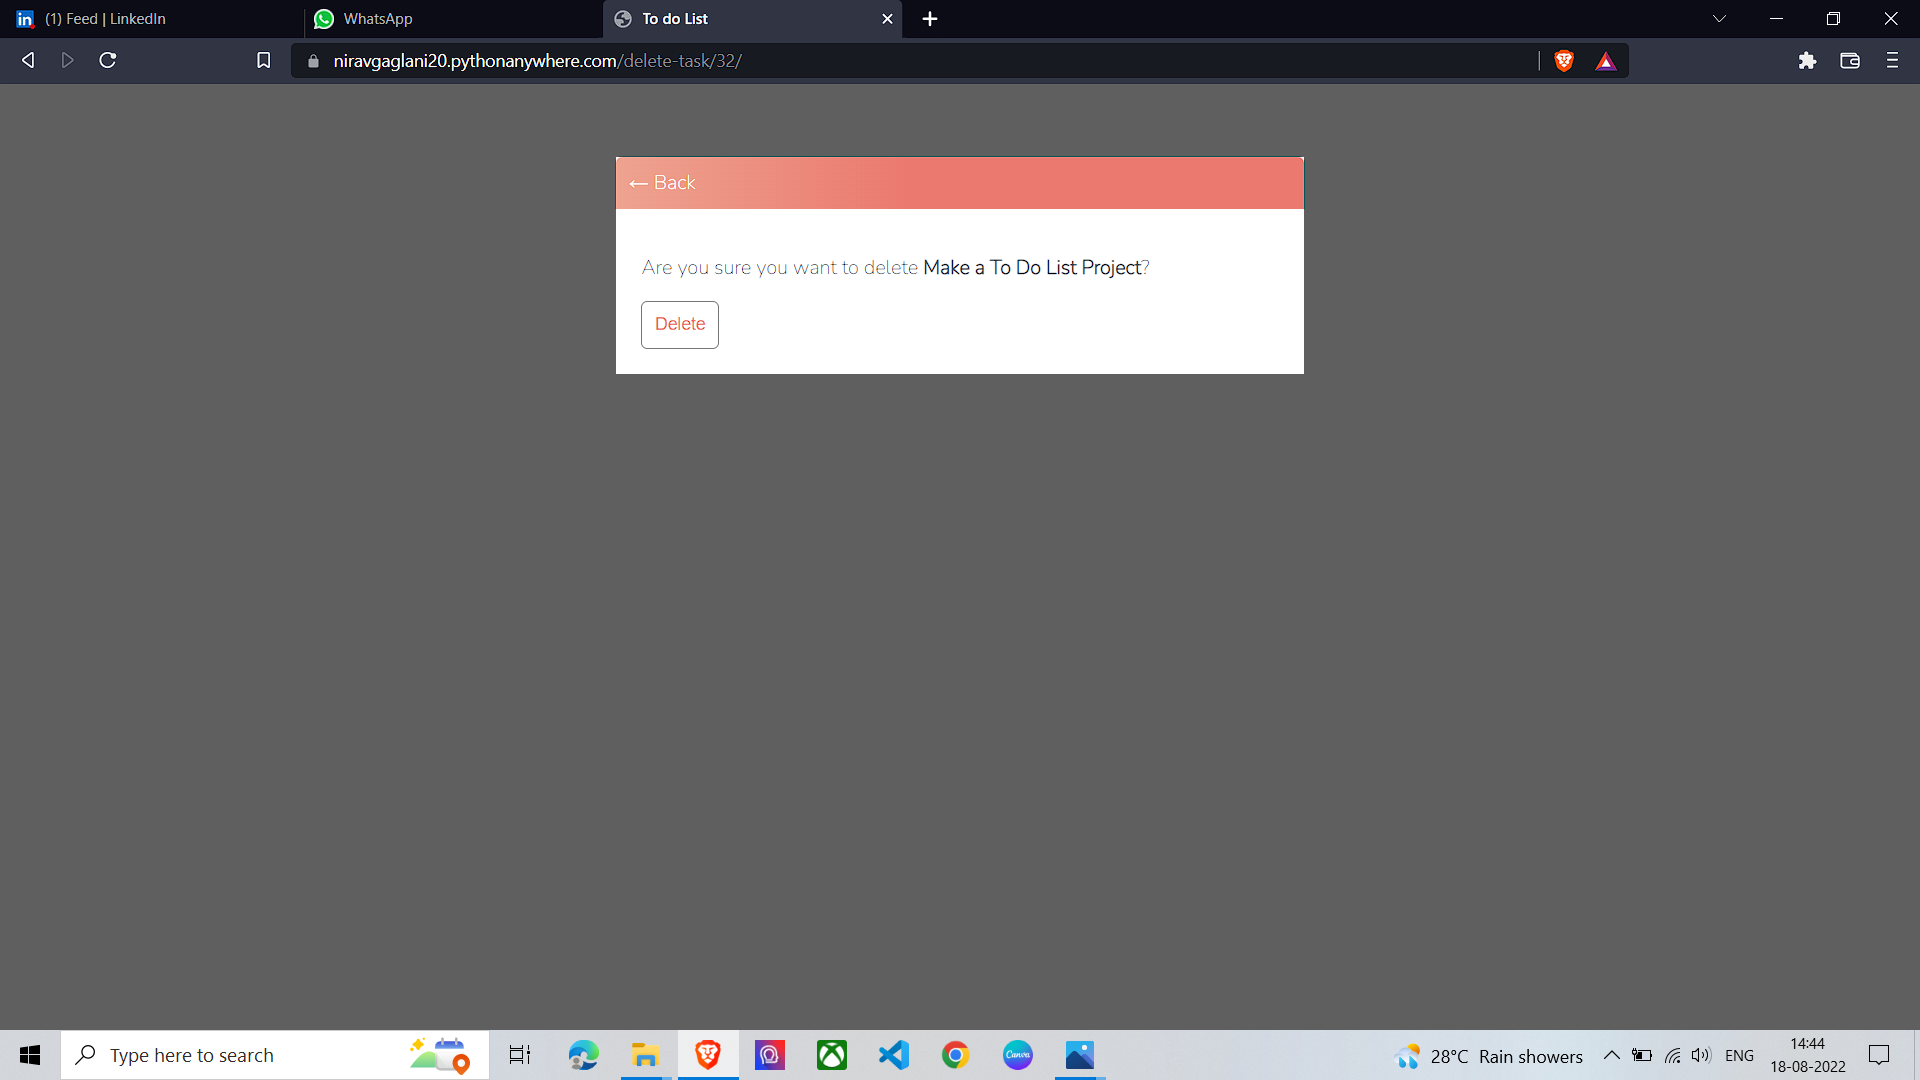 (1) Feed | LinkedIn
WhatsApp
To do List
niravgaglani20.pythonanywhere.com/delete-task/32/
← Back
Are you sure you want to delete Make a To Do List Project?
Delete
Type here to search
Canva
28°C Rain showers
ENG
14:44
18-08-2022